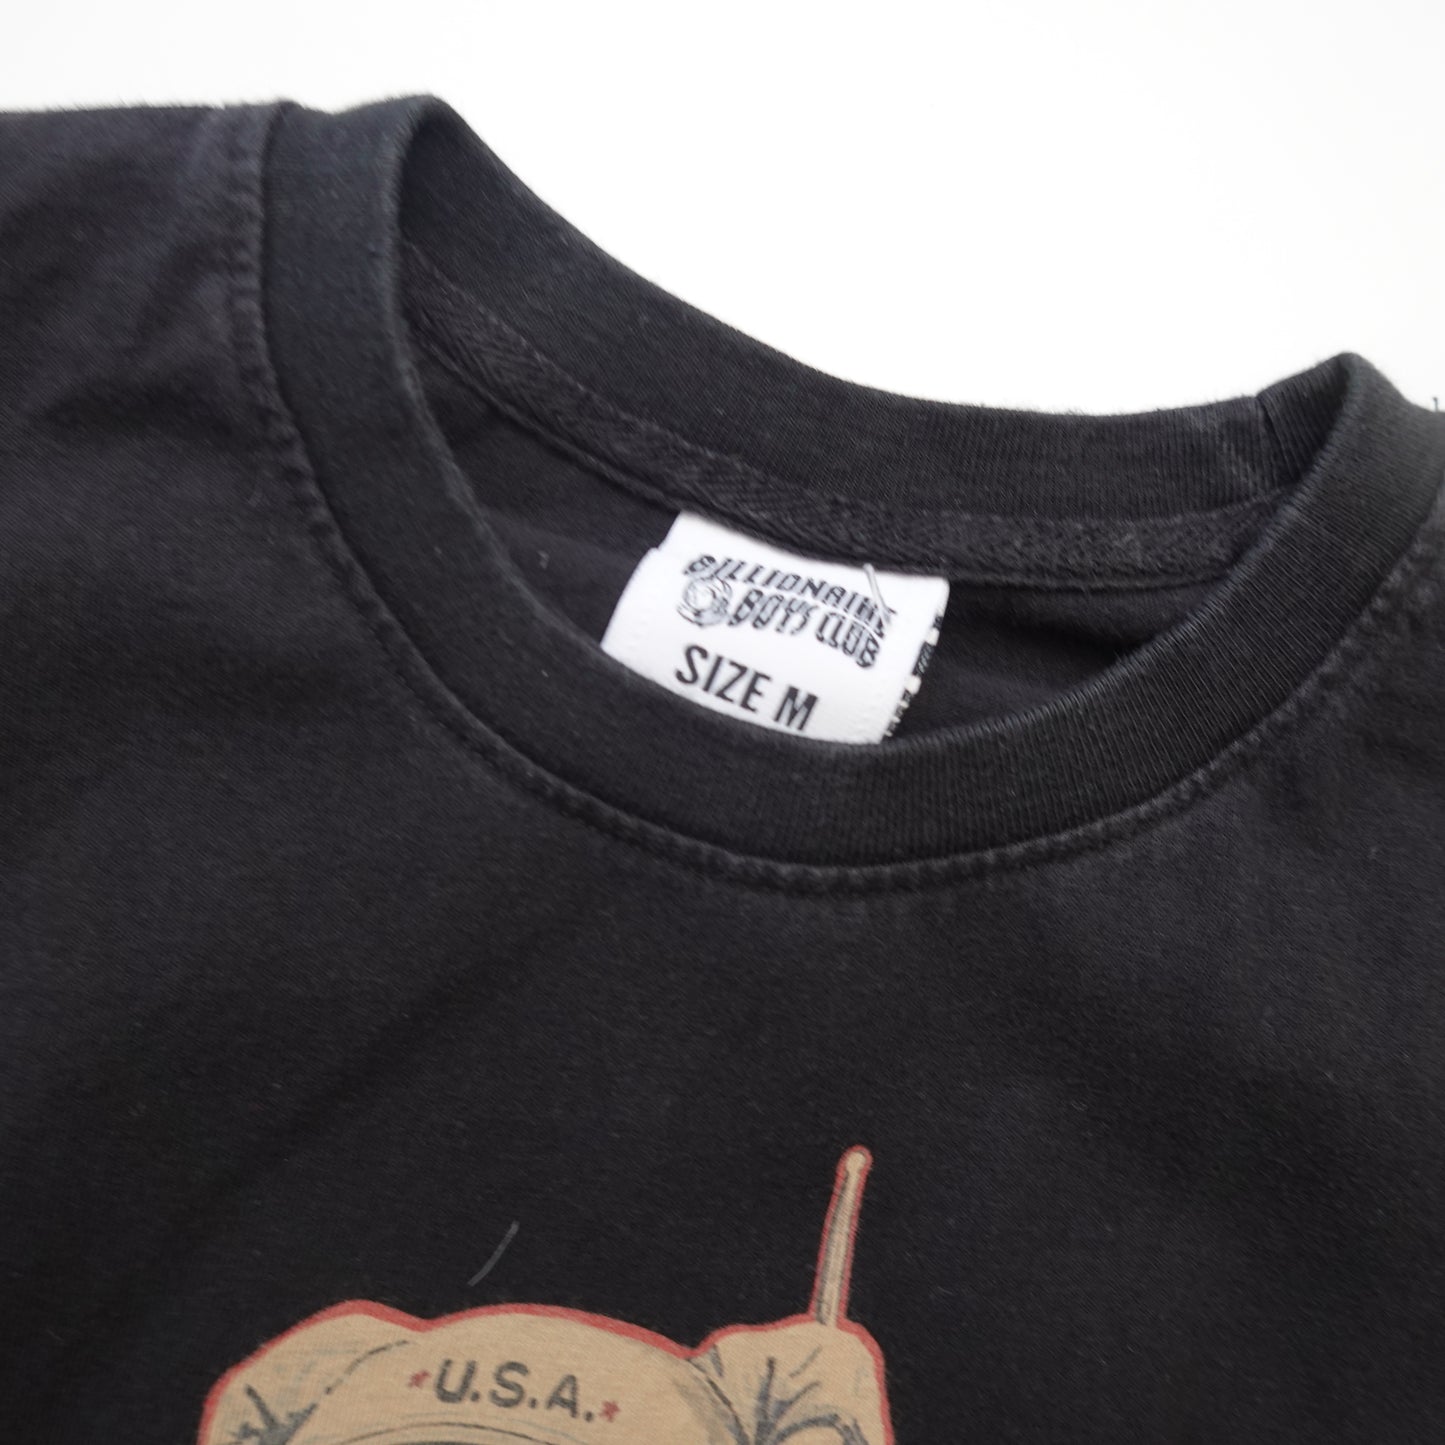 BILLIONAIRE
BOYS CLUB
SIZE M
*U.S.A.*